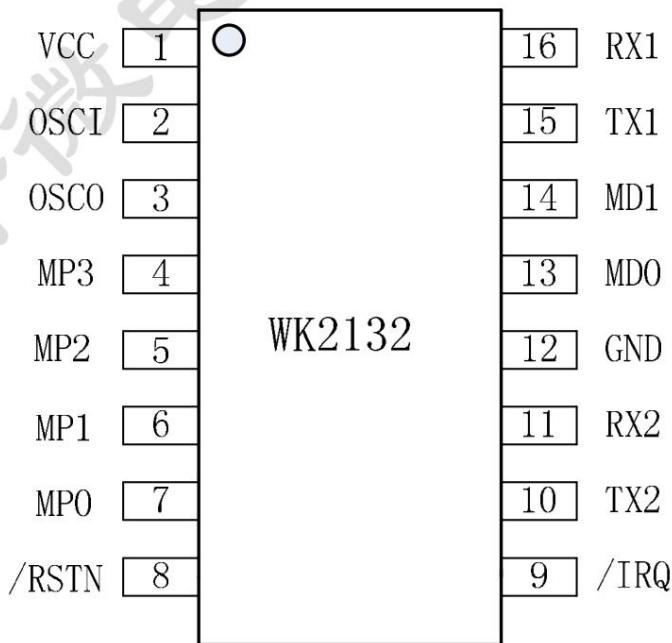 VCC 1 16 RX1
OSCI 2 15 TX1
OSCO 3 14 MD1
MP3 4 13 MD0
WK2132
MP2 5 12 GND
MP1 6 11 RX2
MP0 7 10 TX2
/RSTN 8 9 /IRQ
微